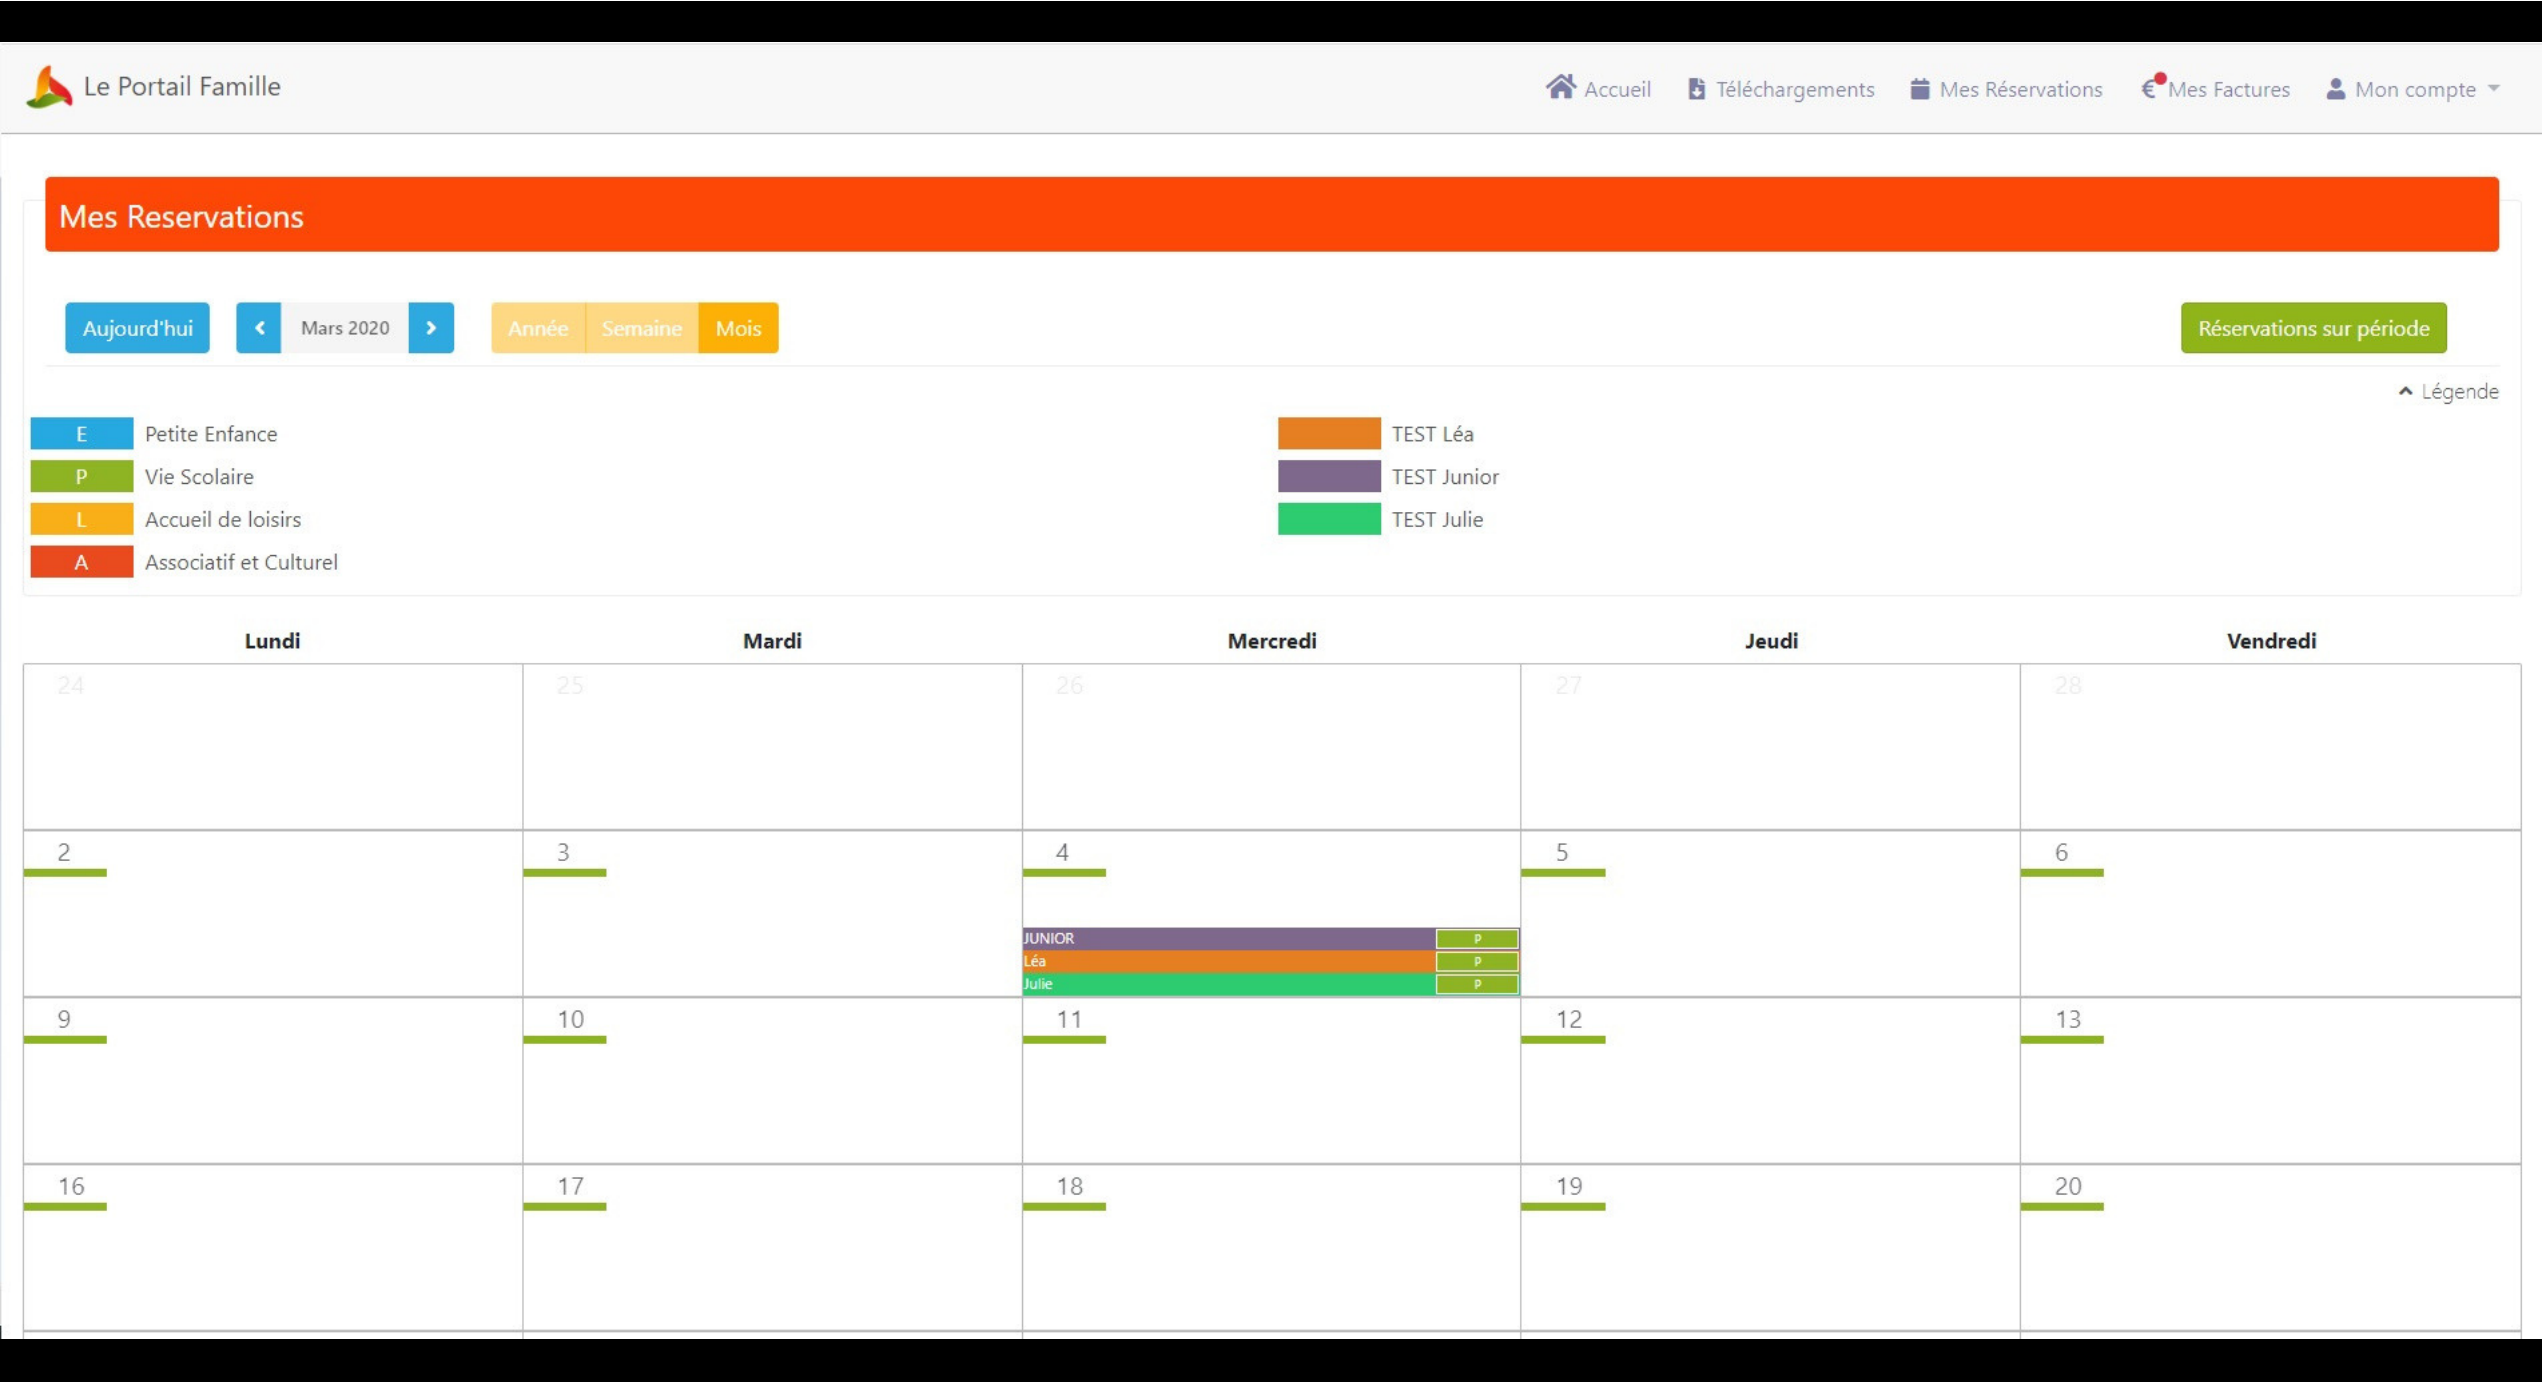 Le Portail Famille
Accueil Téléchargements Mes Réservations Mes Factures Mon compte
Mes Reservations
Aujourd'hui Mars 2020 Année Semaine Mois Réservations sur période
Légende
E Petite Enfance TEST Léa
P Vie Scolaire TEST Junior
L Accueil de loisirs TEST Julie
A Associatif et Culturel
Lundi Mardi Mercredi Jeudi Vendredi
24 25 26 27 28
2 3 4 5 6
JUNIOR P
Léa P
Julie P
9 10 11 12 13
16 17 18 19 20